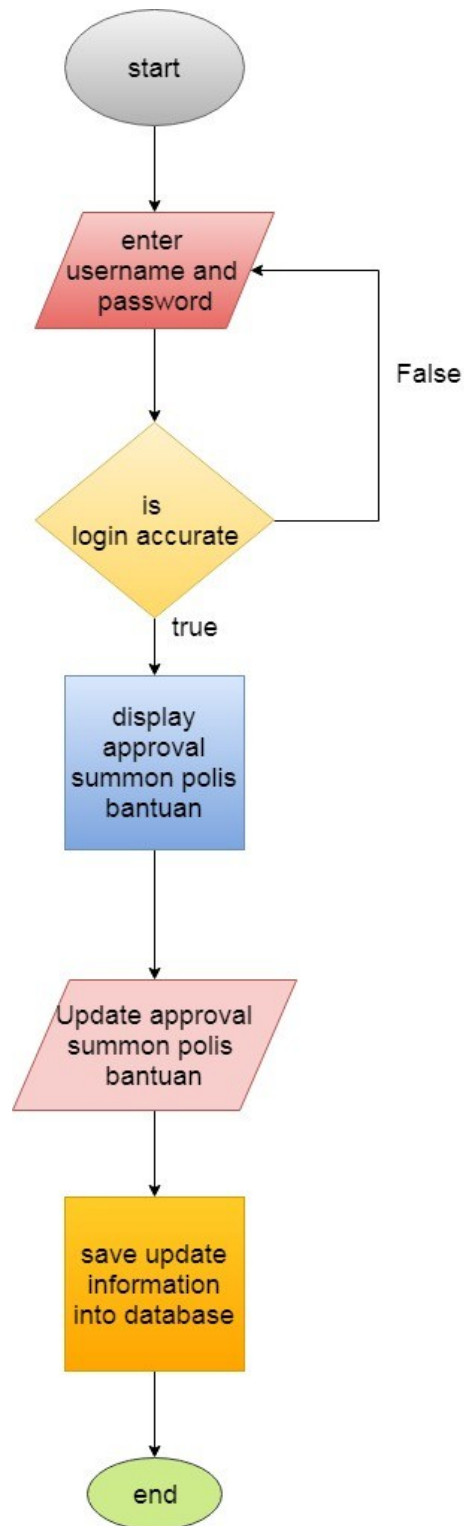 start
enter
username and
password
False
is
login accurate
true
display
approval
summon polis
bantuan
Update approval
summon polis
bantuan
save update
information
into database
end